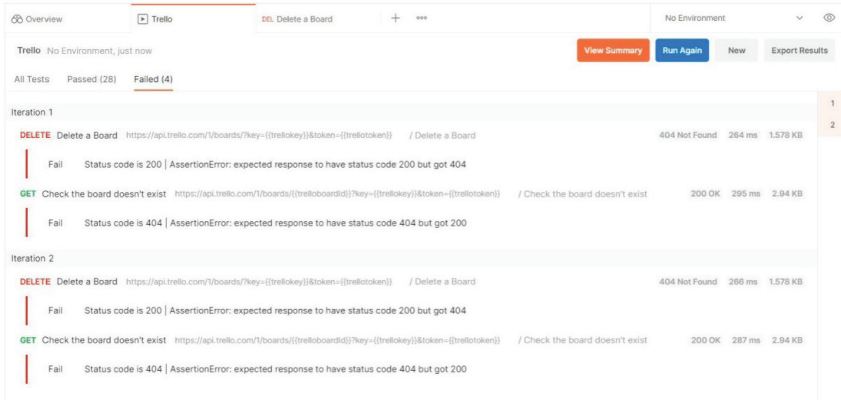 Overview Trello DEL Delete a Board No Environment
Trello No Environment, just now View Summary Run Again New Export Results
All Tests Passed (28) Failed (4)
1
Iteration 1
2
DELETE Delete a Board https://api.trello.com/1/boards/?key={{trellokey}}&token={{trellotoken}} / Delete a Board 404 Not Found 264 ms 1.578 KB
Fail Status code is 200 | AssertionError: expected response to have status code 200 but got 404
GET Check the board doesn't exist https://api.trello.com/1/boards/{{trelloboardId}}?key={{trellokey}}&token={{trellotoken}} / Check the board doesn't exist 200 OK 295 ms 2.94 KB
Fail Status code is 404 | AssertionError: expected response to have status code 404 but got 200
Iteration 2
DELETE Delete a Board https://api.trello.com/1/boards/?key={{trellokey}}&token={{trellotoken}} / Delete a Board 404 Not Found 266 ms 1.578 KB
Fail Status code is 200 | AssertionError: expected response to have status code 200 but got 404
GET Check the board doesn't exist https://api.trello.com/1/boards/{{trelloboardId}}?key={{trellokey}}&token={{trellotoken}} / Check the board doesn't exist 200 OK 287 ms 2.94 KB
Fail Status code is 404 | AssertionError: expected response to have status code 404 but got 200